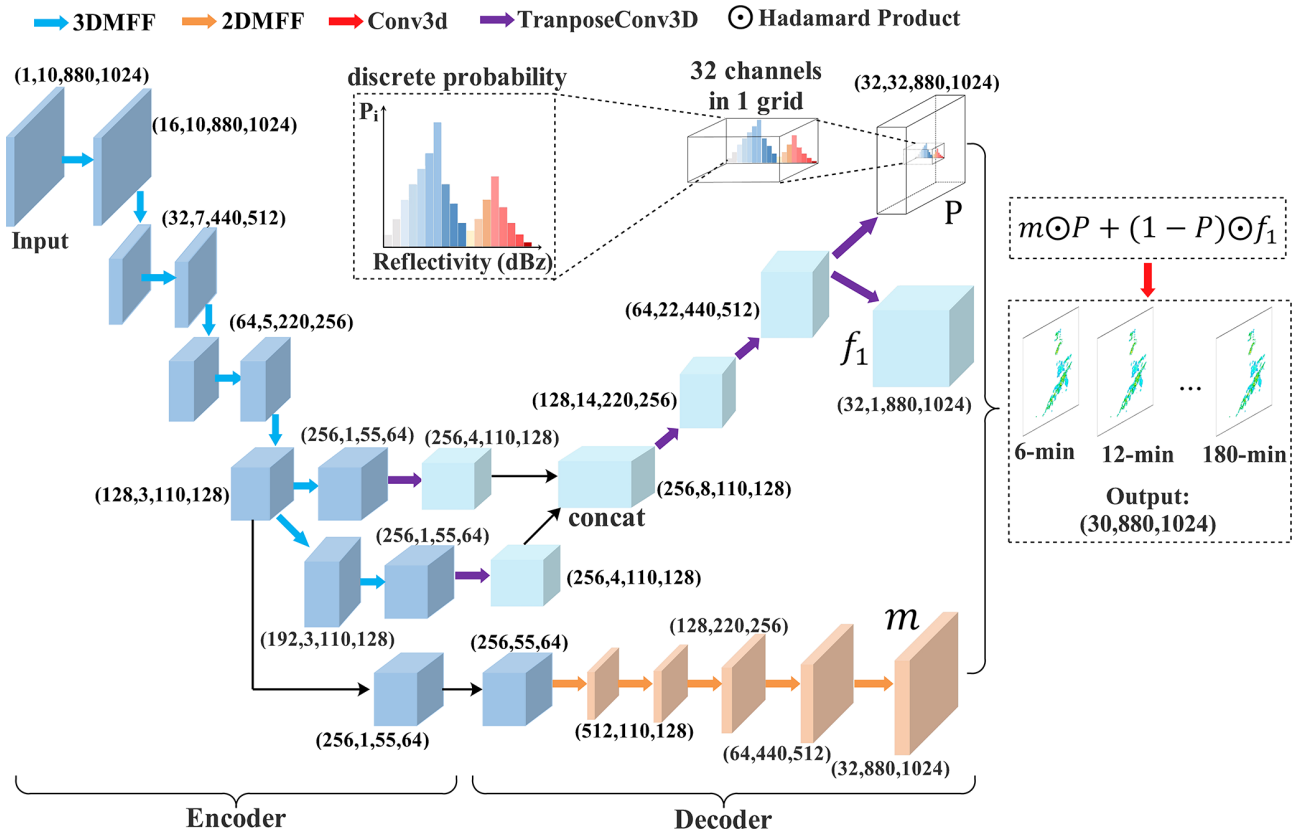 3DMFF
2DMFF
Conv3d
TranposeConv3D
Hadamard Product
(1,10,880,1024)
(16,10,880,1024)
Input
(32,7,440,512)
(64,5,220,256)
(128,3,110,128)
discrete probability
P_i
Reflectivity (dBz)
32 channels
in 1 grid
(32,32,880,1024)
P
(64,22,440,512)
f_1
(32,1,880,1024)
(128,14,220,256)
(256,1,55,64)
(256,4,110,128)
concat
(256,8,110,128)
(256,1,55,64)
(256,4,110,128)
(192,3,110,128)
(256,1,55,64)
(256,55,64)
(512,110,128)
(128,220,256)
(64,440,512)
m
(32,880,1024)
m⊙P + (1 − P)⊙f_1
...
6-min
12-min
180-min
Output:
(30,880,1024)
Encoder
Decoder